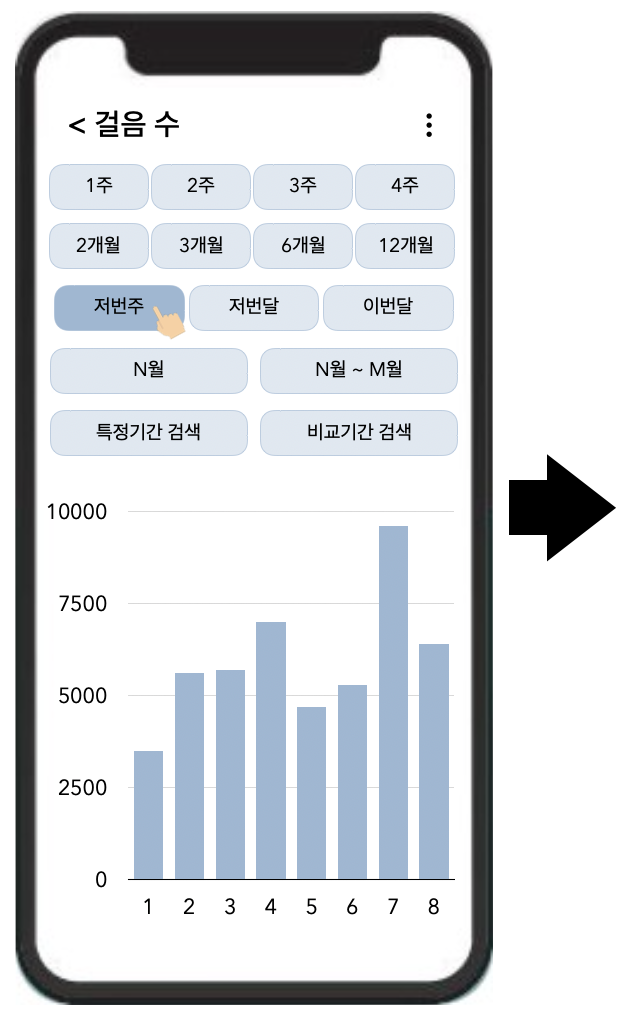 < 걸음 수
1주 2주 3주 4주
2개월 3개월 6개월 12개월
저번주 저번달 이번달
N월 N월 ~ M월
특정기간 검색 비교기간 검색
10000
7500
5000
2500
0
1 2 3 4 5 6 7 8